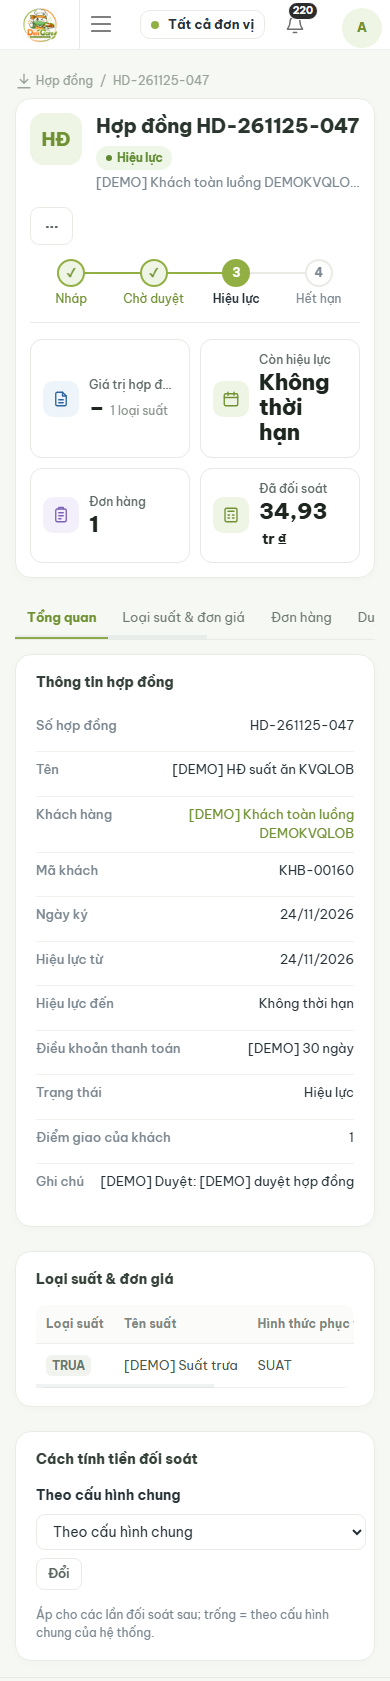 Tất cả đơn vị
220
A
Hợp đồng / HD-261125-047
HĐ
Hợp đồng HD-261125-047
Hiệu lực
[DEMO] Khách toàn luồng DEMOKVQLO...
...
3
4
Nháp
Chờ duyệt
Hiệu lực
Hết hạn
Giá trị hợp đ...
– 1 loại suất
Còn hiệu lực
Không
thời
hạn
Đơn hàng
1
Đã đối soát
34,93
tr ₫
Tổng quan
Loại suất & đơn giá
Đơn hàng
Du
Thông tin hợp đồng
Số hợp đồng
HD-261125-047
Tên
[DEMO] HĐ suất ăn KVQLOB
Khách hàng
[DEMO] Khách toàn luồng
DEMOKVQLOB
Mã khách
KHB-00160
Ngày ký
24/11/2026
Hiệu lực từ
24/11/2026
Hiệu lực đến
Không thời hạn
Điều khoản thanh toán
[DEMO] 30 ngày
Trạng thái
Hiệu lực
Điểm giao của khách
1
Ghi chú
[DEMO] Duyệt: [DEMO] duyệt hợp đồng
Loại suất & đơn giá
Loại suất
Tên suất
Hình thức phục
TRUA
[DEMO] Suất trưa
SUAT
Cách tính tiền đối soát
Theo cấu hình chung
Theo cấu hình chung
Đổi
Áp cho các lần đối soát sau; trống = theo cấu hình
chung của hệ thống.